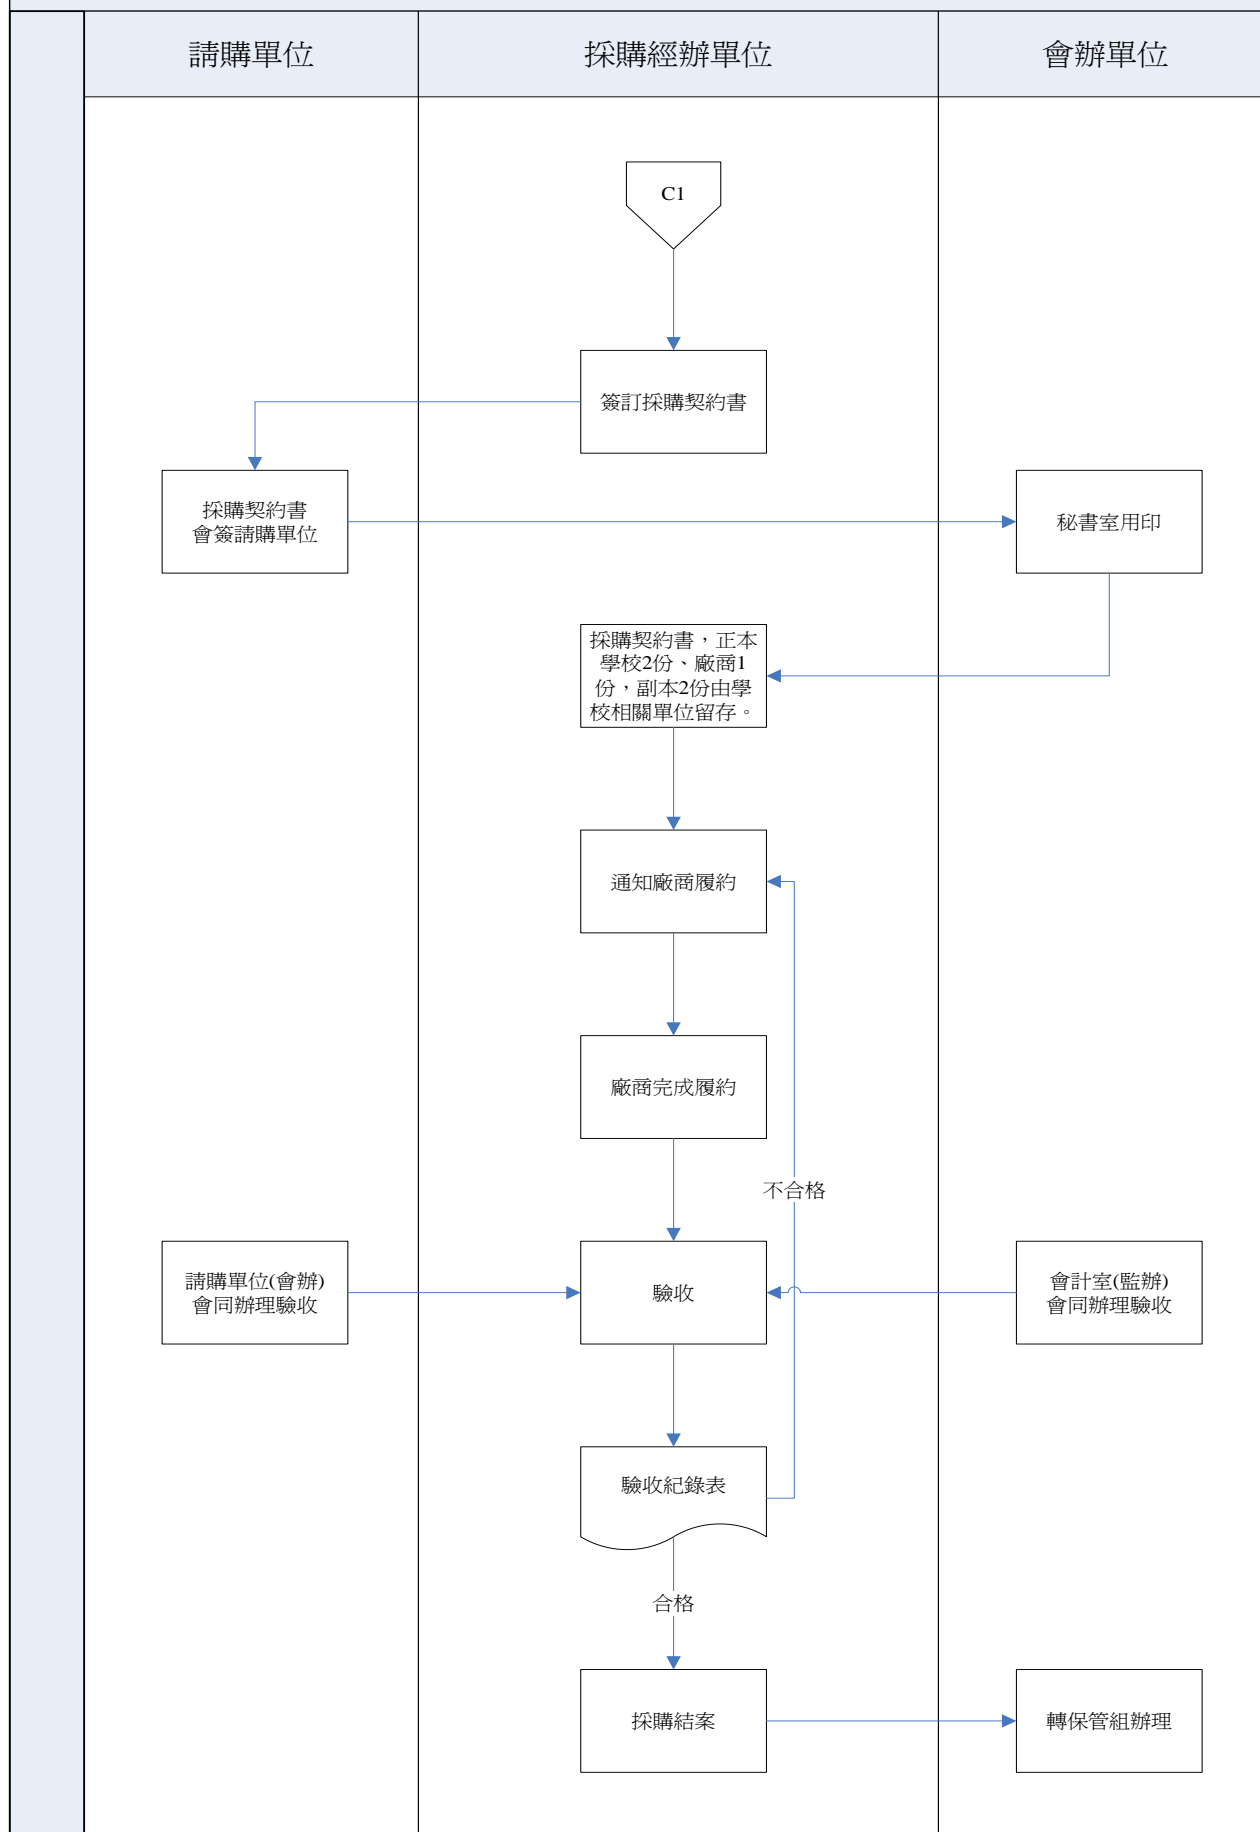 請購單位
採購經辦單位
會辦單位
C1
簽訂採購契約書
採購契約書
會簽請購單位
秘書室用印
採購契約書，正本
學校2份、廠商1
份，副本2份由學
校相關單位留存。
通知廠商履約
廠商完成履約
不合格
請購單位(會辦)
會同辦理驗收
驗收
會計室(監辦)
會同辦理驗收
驗收紀錄表
合格
採購結案
轉保管組辦理